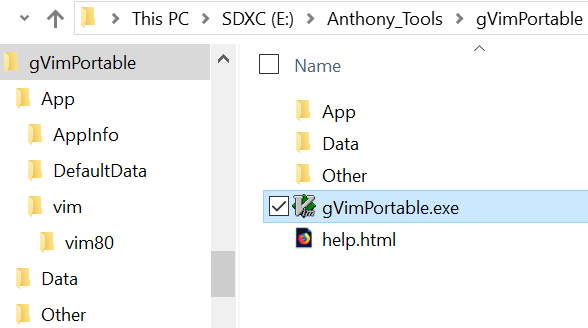 This PC > SDXC (E:) > Anthony_Tools > gVimPortable
gVimPortable
App
AppInfo
DefaultData
vim
vim80
Data
Other
Name
App
Data
Other
gVimPortable.exe
help.html